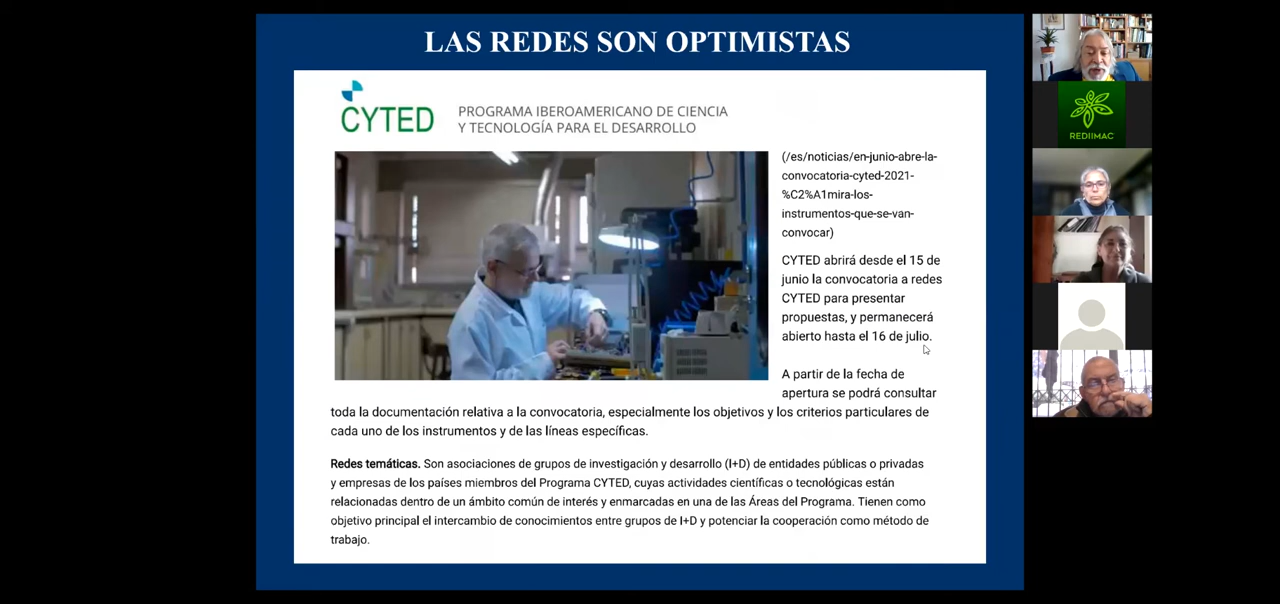 LAS REDES SON OPTIMISTAS
CYTED
PROGRAMA IBEROAMERICANO DE CIENCIA
Y TECNOLOGÍA PARA EL DESARROLLO
(/es/noticias/en-junio-abre-la-
convocatoria-cyted-2021-
%C2%A1mira-los-
instrumentos-que-se-van-
convocar)
CYTED abrirá desde el 15 de
junio la convocatoria a redes
CYTED para presentar
propuestas, y permanecerá
abierto hasta el 16 de julio.
A partir de la fecha de
apertura se podrá consultar
toda la documentación relativa a la convocatoria, especialmente los objetivos y los criterios particulares de
cada uno de los instrumentos y de las líneas específicas.
Redes temáticas. Son asociaciones de grupos de investigación y desarrollo (I+D) de entidades públicas o privadas
y empresas de los países miembros del Programa CYTED, cuyas actividades científicas o tecnológicas están
relacionadas dentro de un ámbito común de interés y enmarcadas en una de las Áreas del Programa. Tienen como
objetivo principal el intercambio de conocimientos entre grupos de I+D y potenciar la cooperación como método de
trabajo.
REDIIMAC